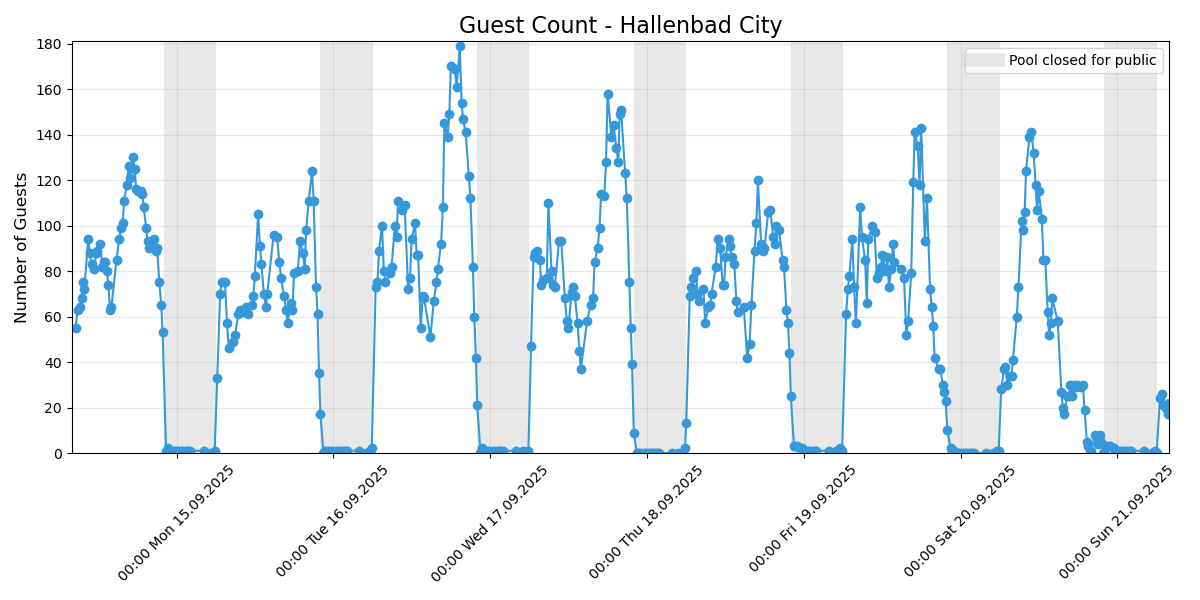 Guest Count - Hallenbad City
Pool closed for public
Number of Guests
180
160
140
120
100
80
60
40
20
0
00:00 Mon 15.09.2025
00:00 Tue 16.09.2025
00:00 Wed 17.09.2025
00:00 Thu 18.09.2025
00:00 Fri 19.09.2025
00:00 Sat 20.09.2025
00:00 Sun 21.09.2025